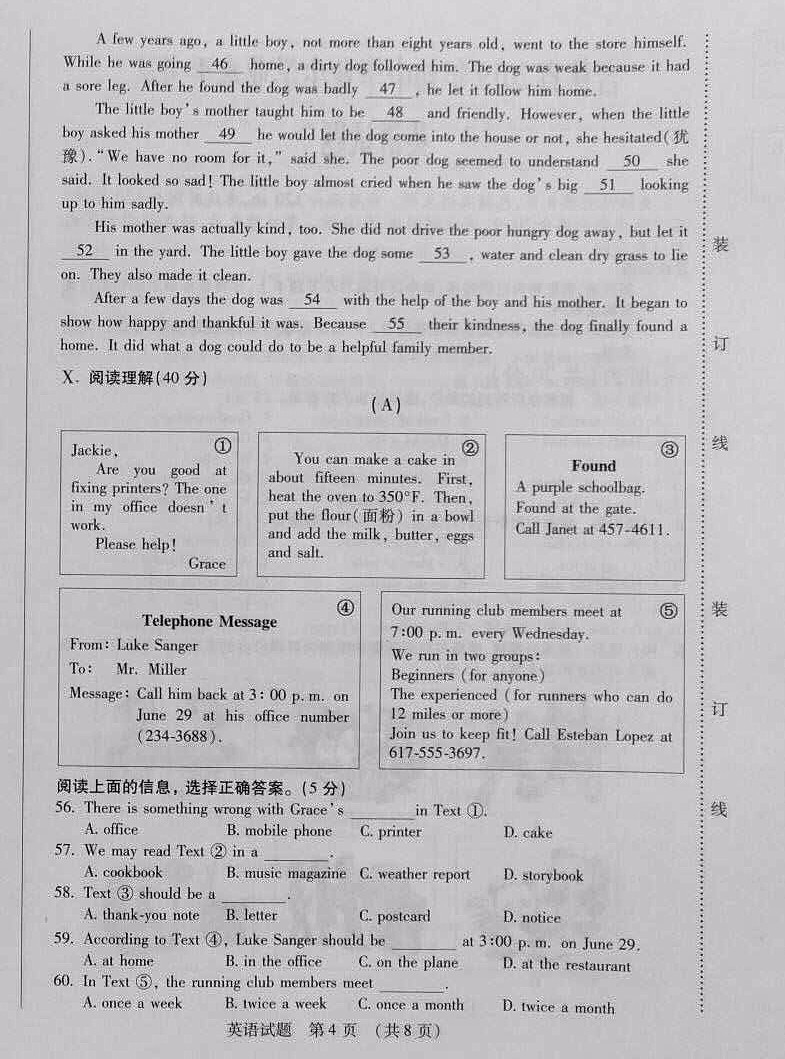 A few years ago, a little boy, not more than eight years old, went to the store himself.
While he was going 46 home, a dirty dog followed him. The dog was weak because it had
a sore leg. After he found the dog was badly 47 , he let it follow him home.
The little boy's mother taught him to be 48 and friendly. However, when the little
boy asked his mother 49 he would let the dog come into the house or not, she hesitated(犹
豫). "We have no room for it," said she. The poor dog seemed to understand 50 she
said. It looked so sad! The little boy almost cried when he saw the dog's big 51 looking
up to him sadly.
His mother was actually kind, too. She did not drive the poor hungry dog away, but let it
52 in the yard. The little boy gave the dog some 53 , water and clean dry grass to lie
on. They also made it clean.
After a few days the dog was 54 with the help of the boy and his mother. It began to
show how happy and thankful it was. Because 55 their kindness, the dog finally found a
home. It did what a dog could do to be a helpful family member.
X. 阅读理解(40 分)
(A)
①
Jackie,
Are you good at
fixing printers? The one
in my office doesn't
work.
Please help!
Grace
②
You can make a cake in
about fifteen minutes. First,
heat the oven to 350°F. Then,
put the flour(面粉) in a bowl
and add the milk, butter, eggs
and salt.
③
Found
A purple schoolbag.
Found at the gate.
Call Janet at 457-4611.
④
Telephone Message
From: Luke Sanger
To: Mr. Miller
Message: Call him back at 3:00 p.m. on
June 29 at his office number
(234-3688).
⑤
Our running club members meet at
7:00 p.m. every Wednesday.
We run in two groups:
Beginners (for anyone)
The experienced (for runners who can do
12 miles or more)
Join us to keep fit! Call Esteban Lopez at
617-555-3697.
阅读上面的信息，选择正确答案。(5 分)
56. There is something wrong with Grace's ______ in Text ①.
A. office B. mobile phone C. printer D. cake
57. We may read Text ② in a ______.
A. cookbook B. music magazine C. weather report D. storybook
58. Text ③ should be a ______.
A. thank-you note B. letter C. postcard D. notice
59. According to Text ④, Luke Sanger should be ______ at 3:00 p.m. on June 29.
A. at home B. in the office C. on the plane D. at the restaurant
60. In Text ⑤, the running club members meet ______.
A. once a week B. twice a week C. once a month D. twice a month
英语试题 第 4 页 (共 8 页)
装
订
线
装
订
线